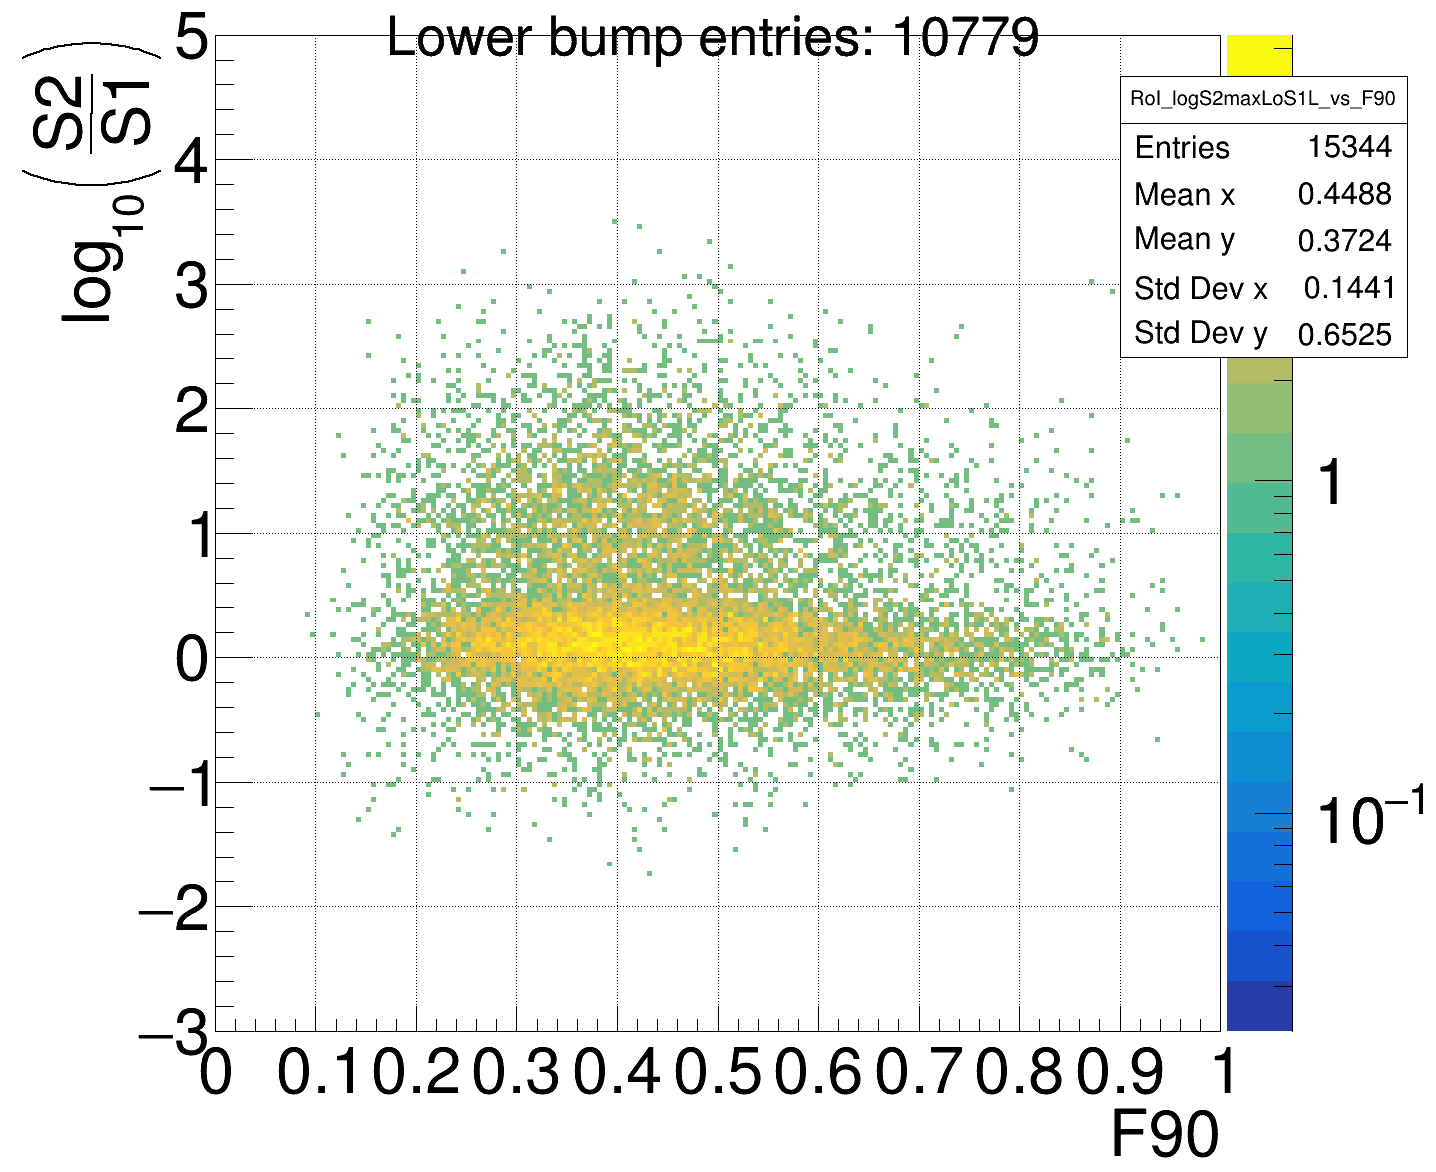 Lower bump entries: 10779
log10(S2/S1)
5
4
3
2
1
0
−1
−2
−3
0 0.1 0.2 0.3 0.4 0.5 0.6 0.7 0.8 0.9 1
F90
RoI_logS2maxLoS1L_vs_F90
Entries 15344
Mean x 0.4488
Mean y 0.3724
Std Dev x 0.1441
Std Dev y 0.6525
1
10−1